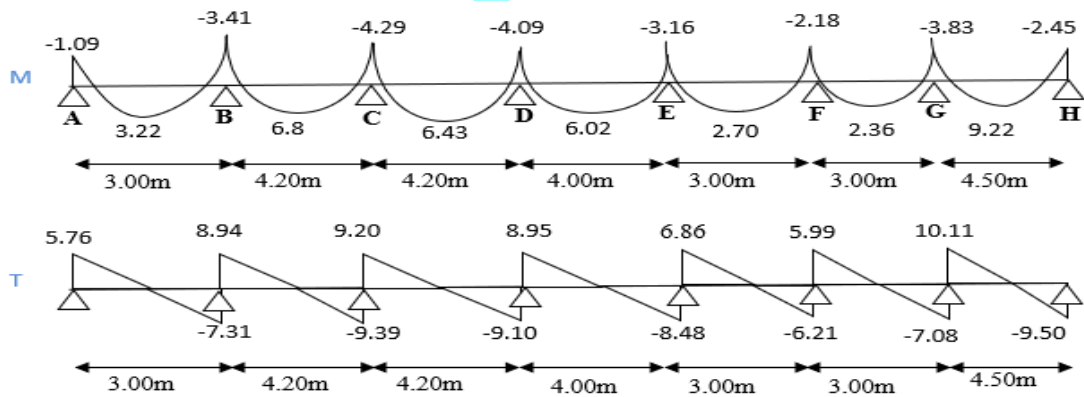 -1.09 -3.41 -4.29 -4.09 -3.16 -2.18 -3.83 -2.45
M
A B C D E F G H
3.22 6.8 6.43 6.02 2.70 2.36 9.22
3.00m 4.20m 4.20m 4.00m 3.00m 3.00m 4.50m
5.76 8.94 9.20 8.95 6.86 5.99 10.11
T
-7.31 -9.39 -9.10 -8.48 -6.21 -7.08 -9.50
3.00m 4.20m 4.20m 4.00m 3.00m 3.00m 4.50m